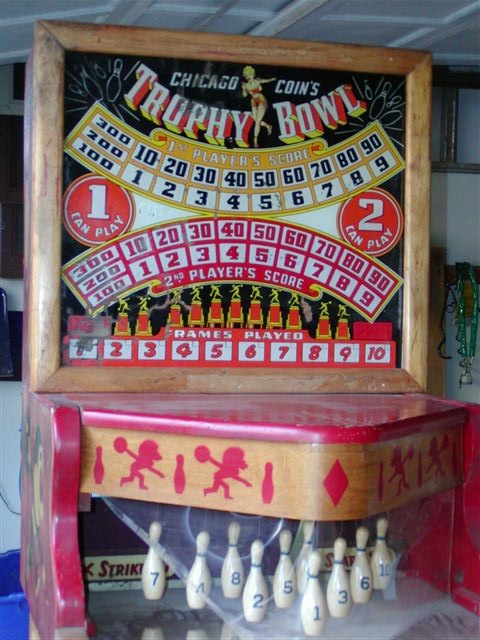 CHICAGO COIN'S
TROPHY BOWL
1ST PLAYER'S SCORE
300 10 20 30 40 50 60 70 80 90
200
100 1 2 3 4 5 6 7 8 9
1 CAN PLAY
2 CAN PLAY
300 10 20 30 40 50 60 70 80 90
200 1 2 3 4 5 6 7 8 9
100
2ND PLAYER'S SCORE
FRAMES PLAYED
1 2 3 4 5 6 7 8 9 10
STRIK
SPAR
7 4 8 2 5 9 1 3 6 10